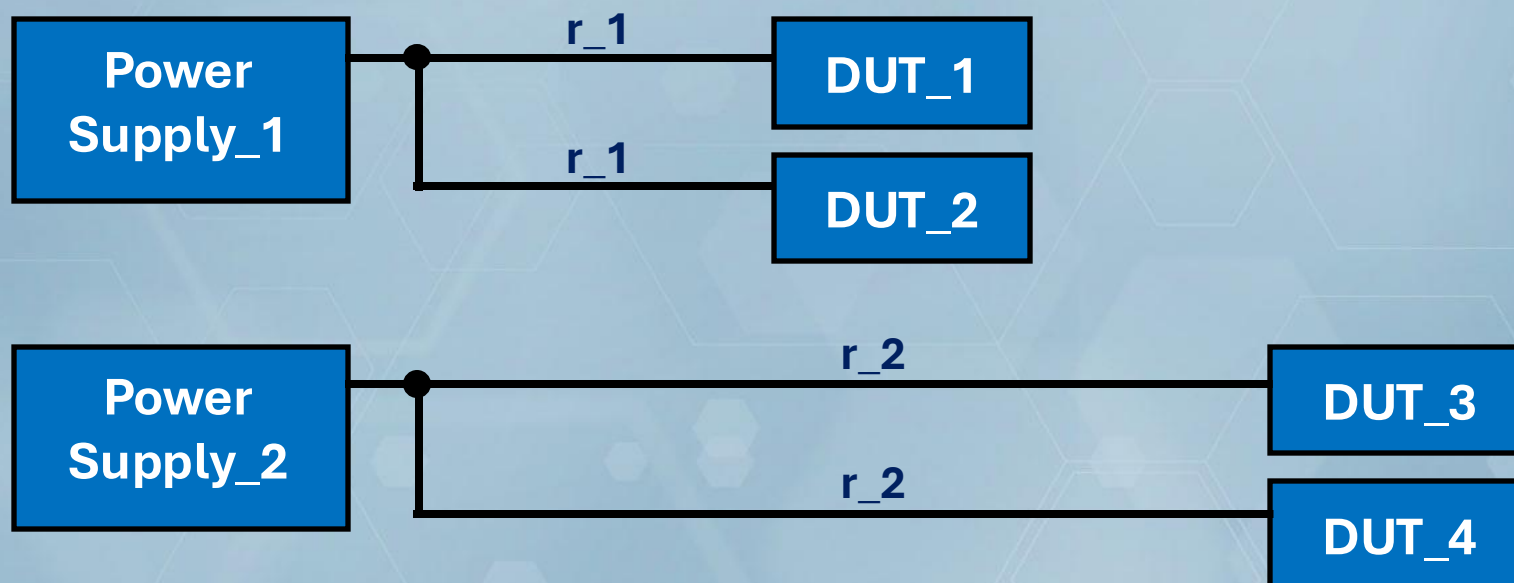 Power
Supply_1
r_1
DUT_1
r_1
DUT_2
Power
Supply_2
r_2
DUT_3
r_2
DUT_4